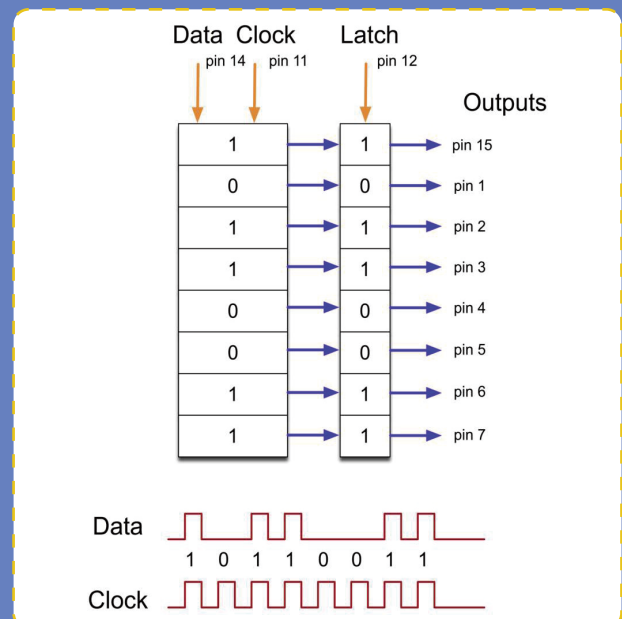 Data Clock Latch
pin 14 pin 11 pin 12
Outputs
1 1 pin 15
0 0 pin 1
1 1 pin 2
1 1 pin 3
0 0 pin 4
0 0 pin 5
1 1 pin 6
1 1 pin 7
Data
1 0 1 1 0 0 1 1
Clock